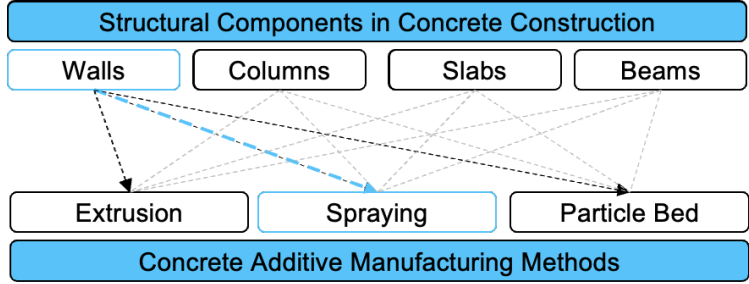 Structural Components in Concrete Construction
Walls Columns Slabs Beams
Extrusion Spraying Particle Bed
Concrete Additive Manufacturing Methods